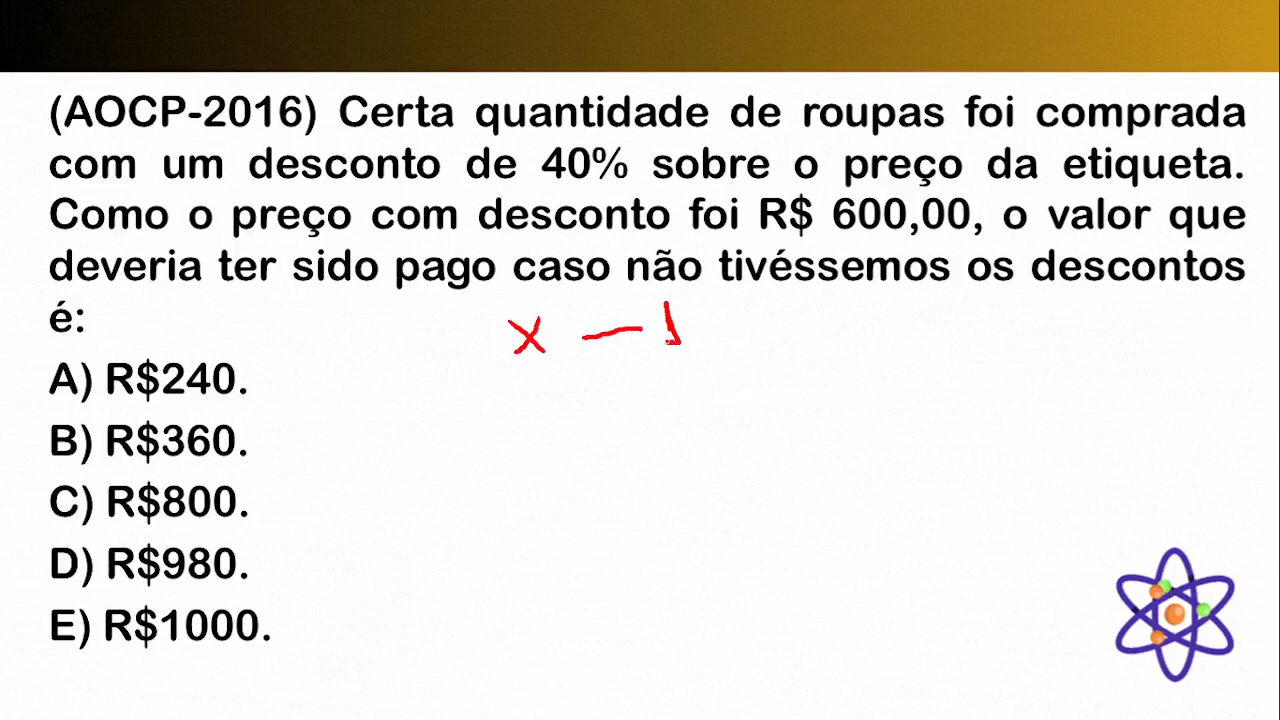 (AOCP-2016) Certa quantidade de roupas foi comprada
com um desconto de 40% sobre o preço da etiqueta.
Como o preço com desconto foi R$ 600,00, o valor que
deveria ter sido pago caso não tivéssemos os descontos
é:
x — 1
A) R$240.
B) R$360.
C) R$800.
D) R$980.
E) R$1000.